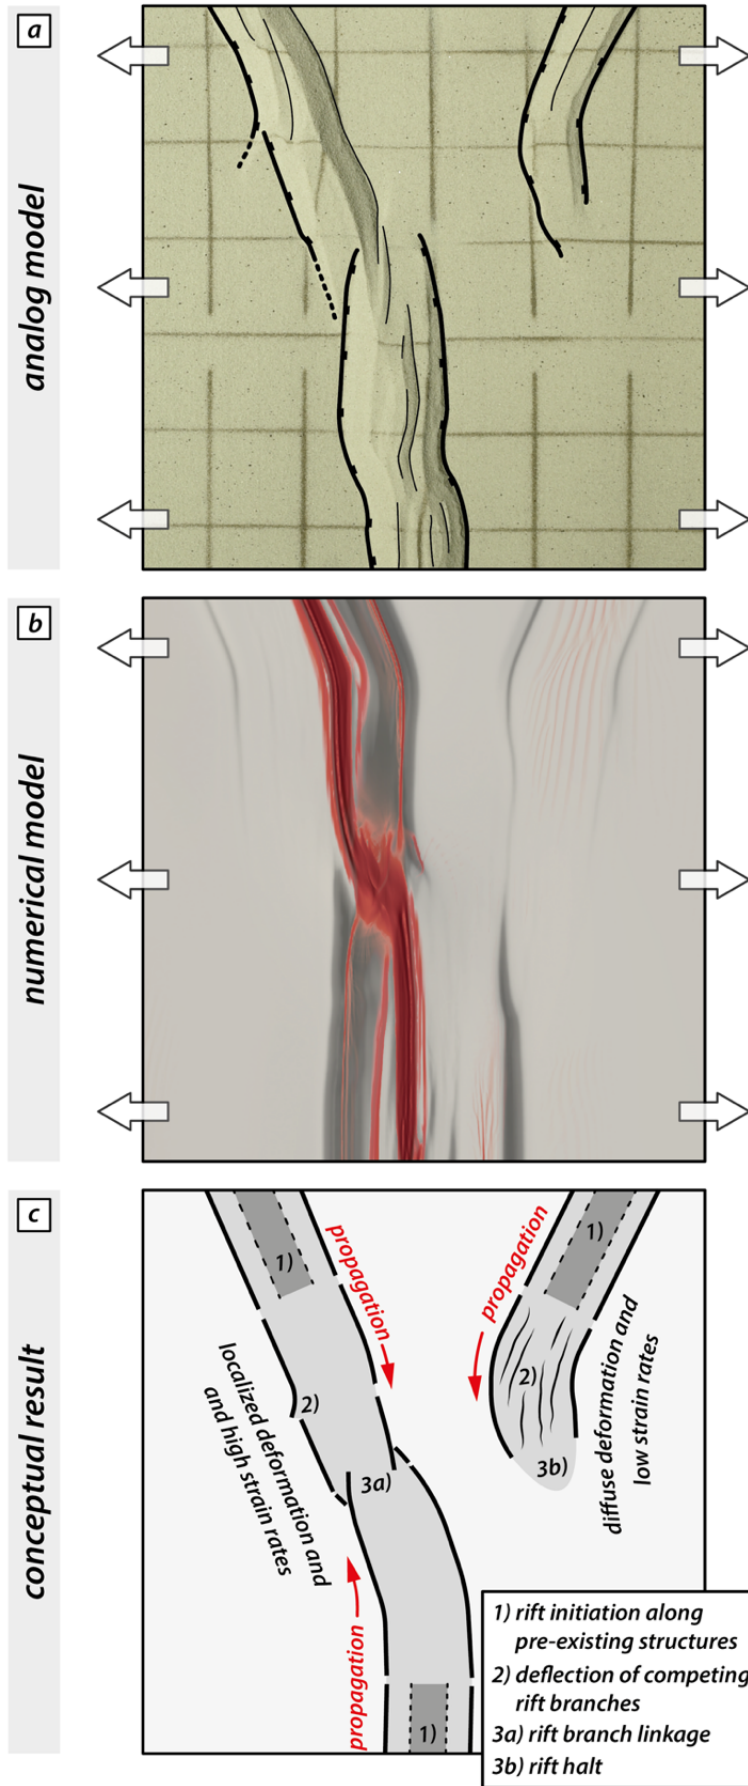 a
analog model
b
numerical model
c
conceptual result
1)
propagation
propagation
1)
localized deformation and
and high strain rates
2)
2)
diffuse deformation and
low strain rates
3a)
3b)
propagation
1)
1) rift initiation along
pre-existing structures
2) deflection of competing
rift branches
3a) rift branch linkage
3b) rift halt